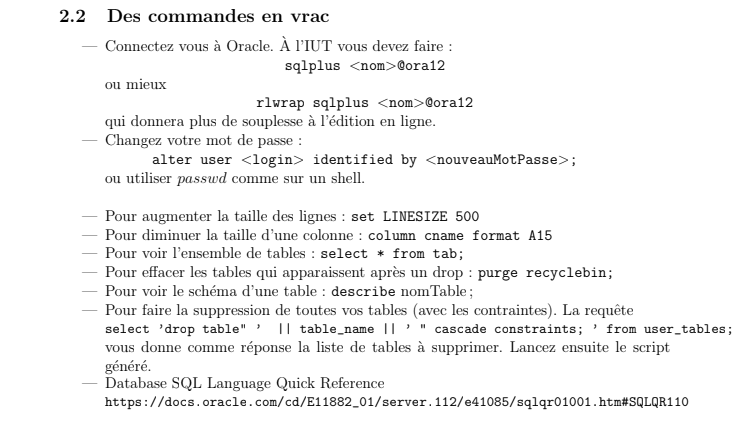 2.2 Des commandes en vrac
— Connectez vous à Oracle. À l'IUT vous devez faire :
sqlplus <nom>@ora12
ou mieux
rlwrap sqlplus <nom>@ora12
qui donnera plus de souplesse à l'édition en ligne.
— Changez votre mot de passe :
alter user <login> identified by <nouveauMotPasse>;
ou utiliser passwd comme sur un shell.
— Pour augmenter la taille des lignes : set LINESIZE 500
— Pour diminuer la taille d'une colonne : column cname format A15
— Pour voir l'ensemble de tables : select * from tab;
— Pour effacer les tables qui apparaissent après un drop : purge recyclebin;
— Pour voir le schéma d'une table : describe nomTable ;
— Pour faire la suppression de toutes vos tables (avec les contraintes). La requête
select 'drop table" '  || table_name || ' " cascade constraints; ' from user_tables;
vous donne comme réponse la liste de tables à supprimer. Lancez ensuite le script
généré.
— Database SQL Language Quick Reference
https://docs.oracle.com/cd/E11882_01/server.112/e41085/sqlqr01001.htm#SQLQR110